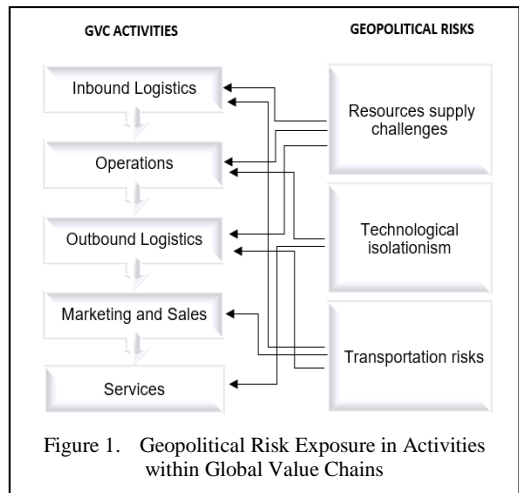 GVC ACTIVITIES
GEOPOLITICAL RISKS
Inbound Logistics
Operations
Outbound Logistics
Marketing and Sales
Services
Resources supply
challenges
Technological
isolationism
Transportation risks
Figure 1. Geopolitical Risk Exposure in Activities
within Global Value Chains